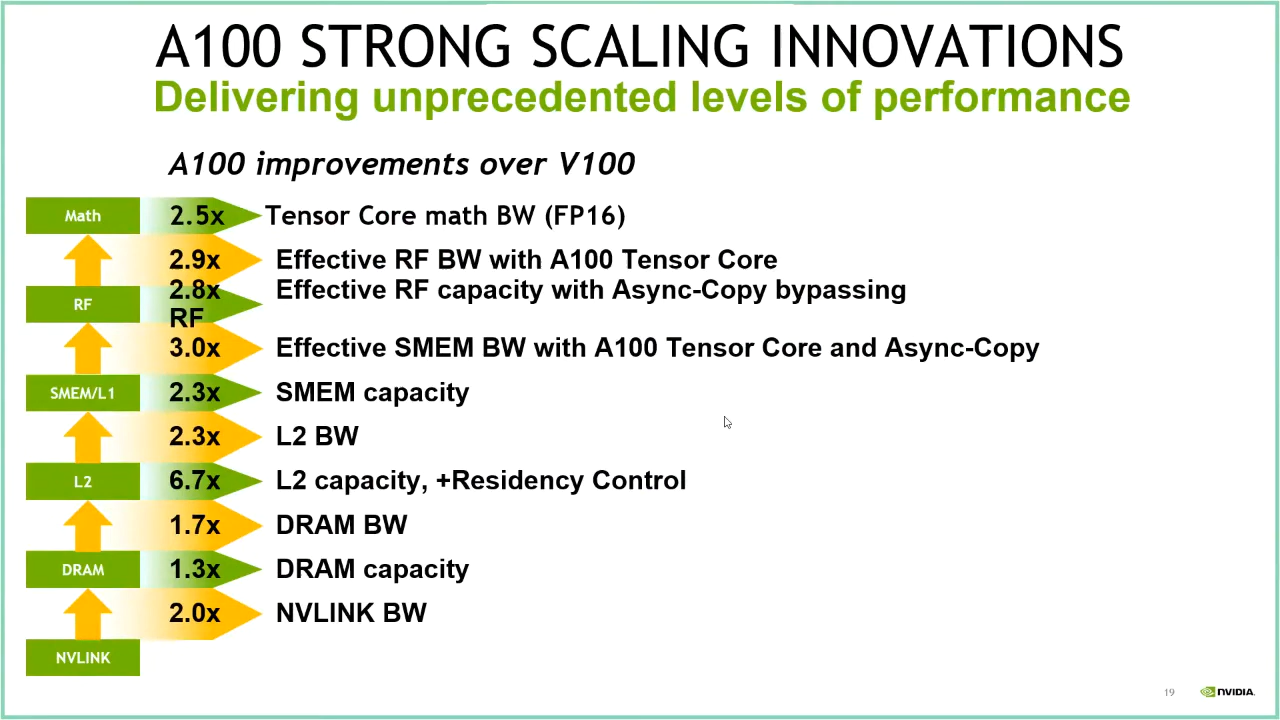 A100 STRONG SCALING INNOVATIONS
Delivering unprecedented levels of performance
A100 improvements over V100
Math 2.5x Tensor Core math BW (FP16)
2.9x Effective RF BW with A100 Tensor Core
2.8x Effective RF capacity with Async-Copy bypassing
RF RF
3.0x Effective SMEM BW with A100 Tensor Core and Async-Copy
SMEM/L1 2.3x SMEM capacity
2.3x L2 BW
L2 6.7x L2 capacity, +Residency Control
1.7x DRAM BW
DRAM 1.3x DRAM capacity
2.0x NVLINK BW
NVLINK
19 NVIDIA.